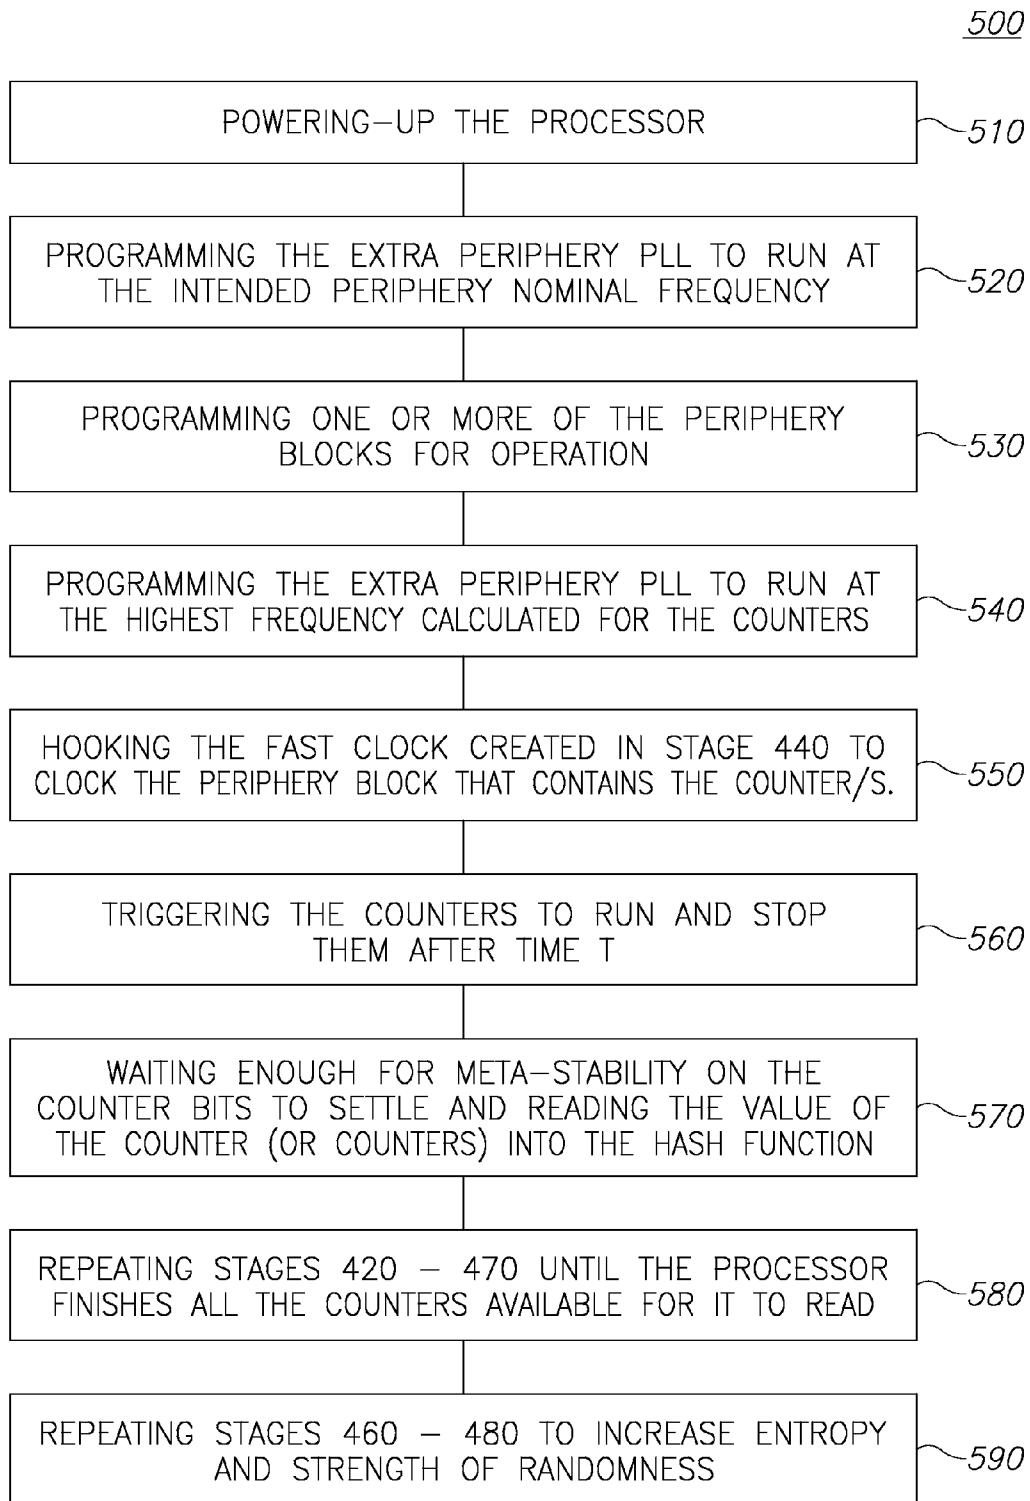 500
POWERING-UP THE PROCESSOR
510
PROGRAMMING THE EXTRA PERIPHERY PLL TO RUN AT
THE INTENDED PERIPHERY NOMINAL FREQUENCY
520
PROGRAMMING ONE OR MORE OF THE PERIPHERY
BLOCKS FOR OPERATION
530
PROGRAMMING THE EXTRA PERIPHERY PLL TO RUN AT
THE HIGHEST FREQUENCY CALCULATED FOR THE COUNTERS
540
HOOKING THE FAST CLOCK CREATED IN STAGE 440 TO
CLOCK THE PERIPHERY BLOCK THAT CONTAINS THE COUNTER/S.
550
TRIGGERING THE COUNTERS TO RUN AND STOP
THEM AFTER TIME T
560
WAITING ENOUGH FOR META-STABILITY ON THE
COUNTER BITS TO SETTLE AND READING THE VALUE OF
THE COUNTER (OR COUNTERS) INTO THE HASH FUNCTION
570
REPEATING STAGES 420 - 470 UNTIL THE PROCESSOR
FINISHES ALL THE COUNTERS AVAILABLE FOR IT TO READ
580
REPEATING STAGES 460 - 480 TO INCREASE ENTROPY
AND STRENGTH OF RANDOMNESS
590